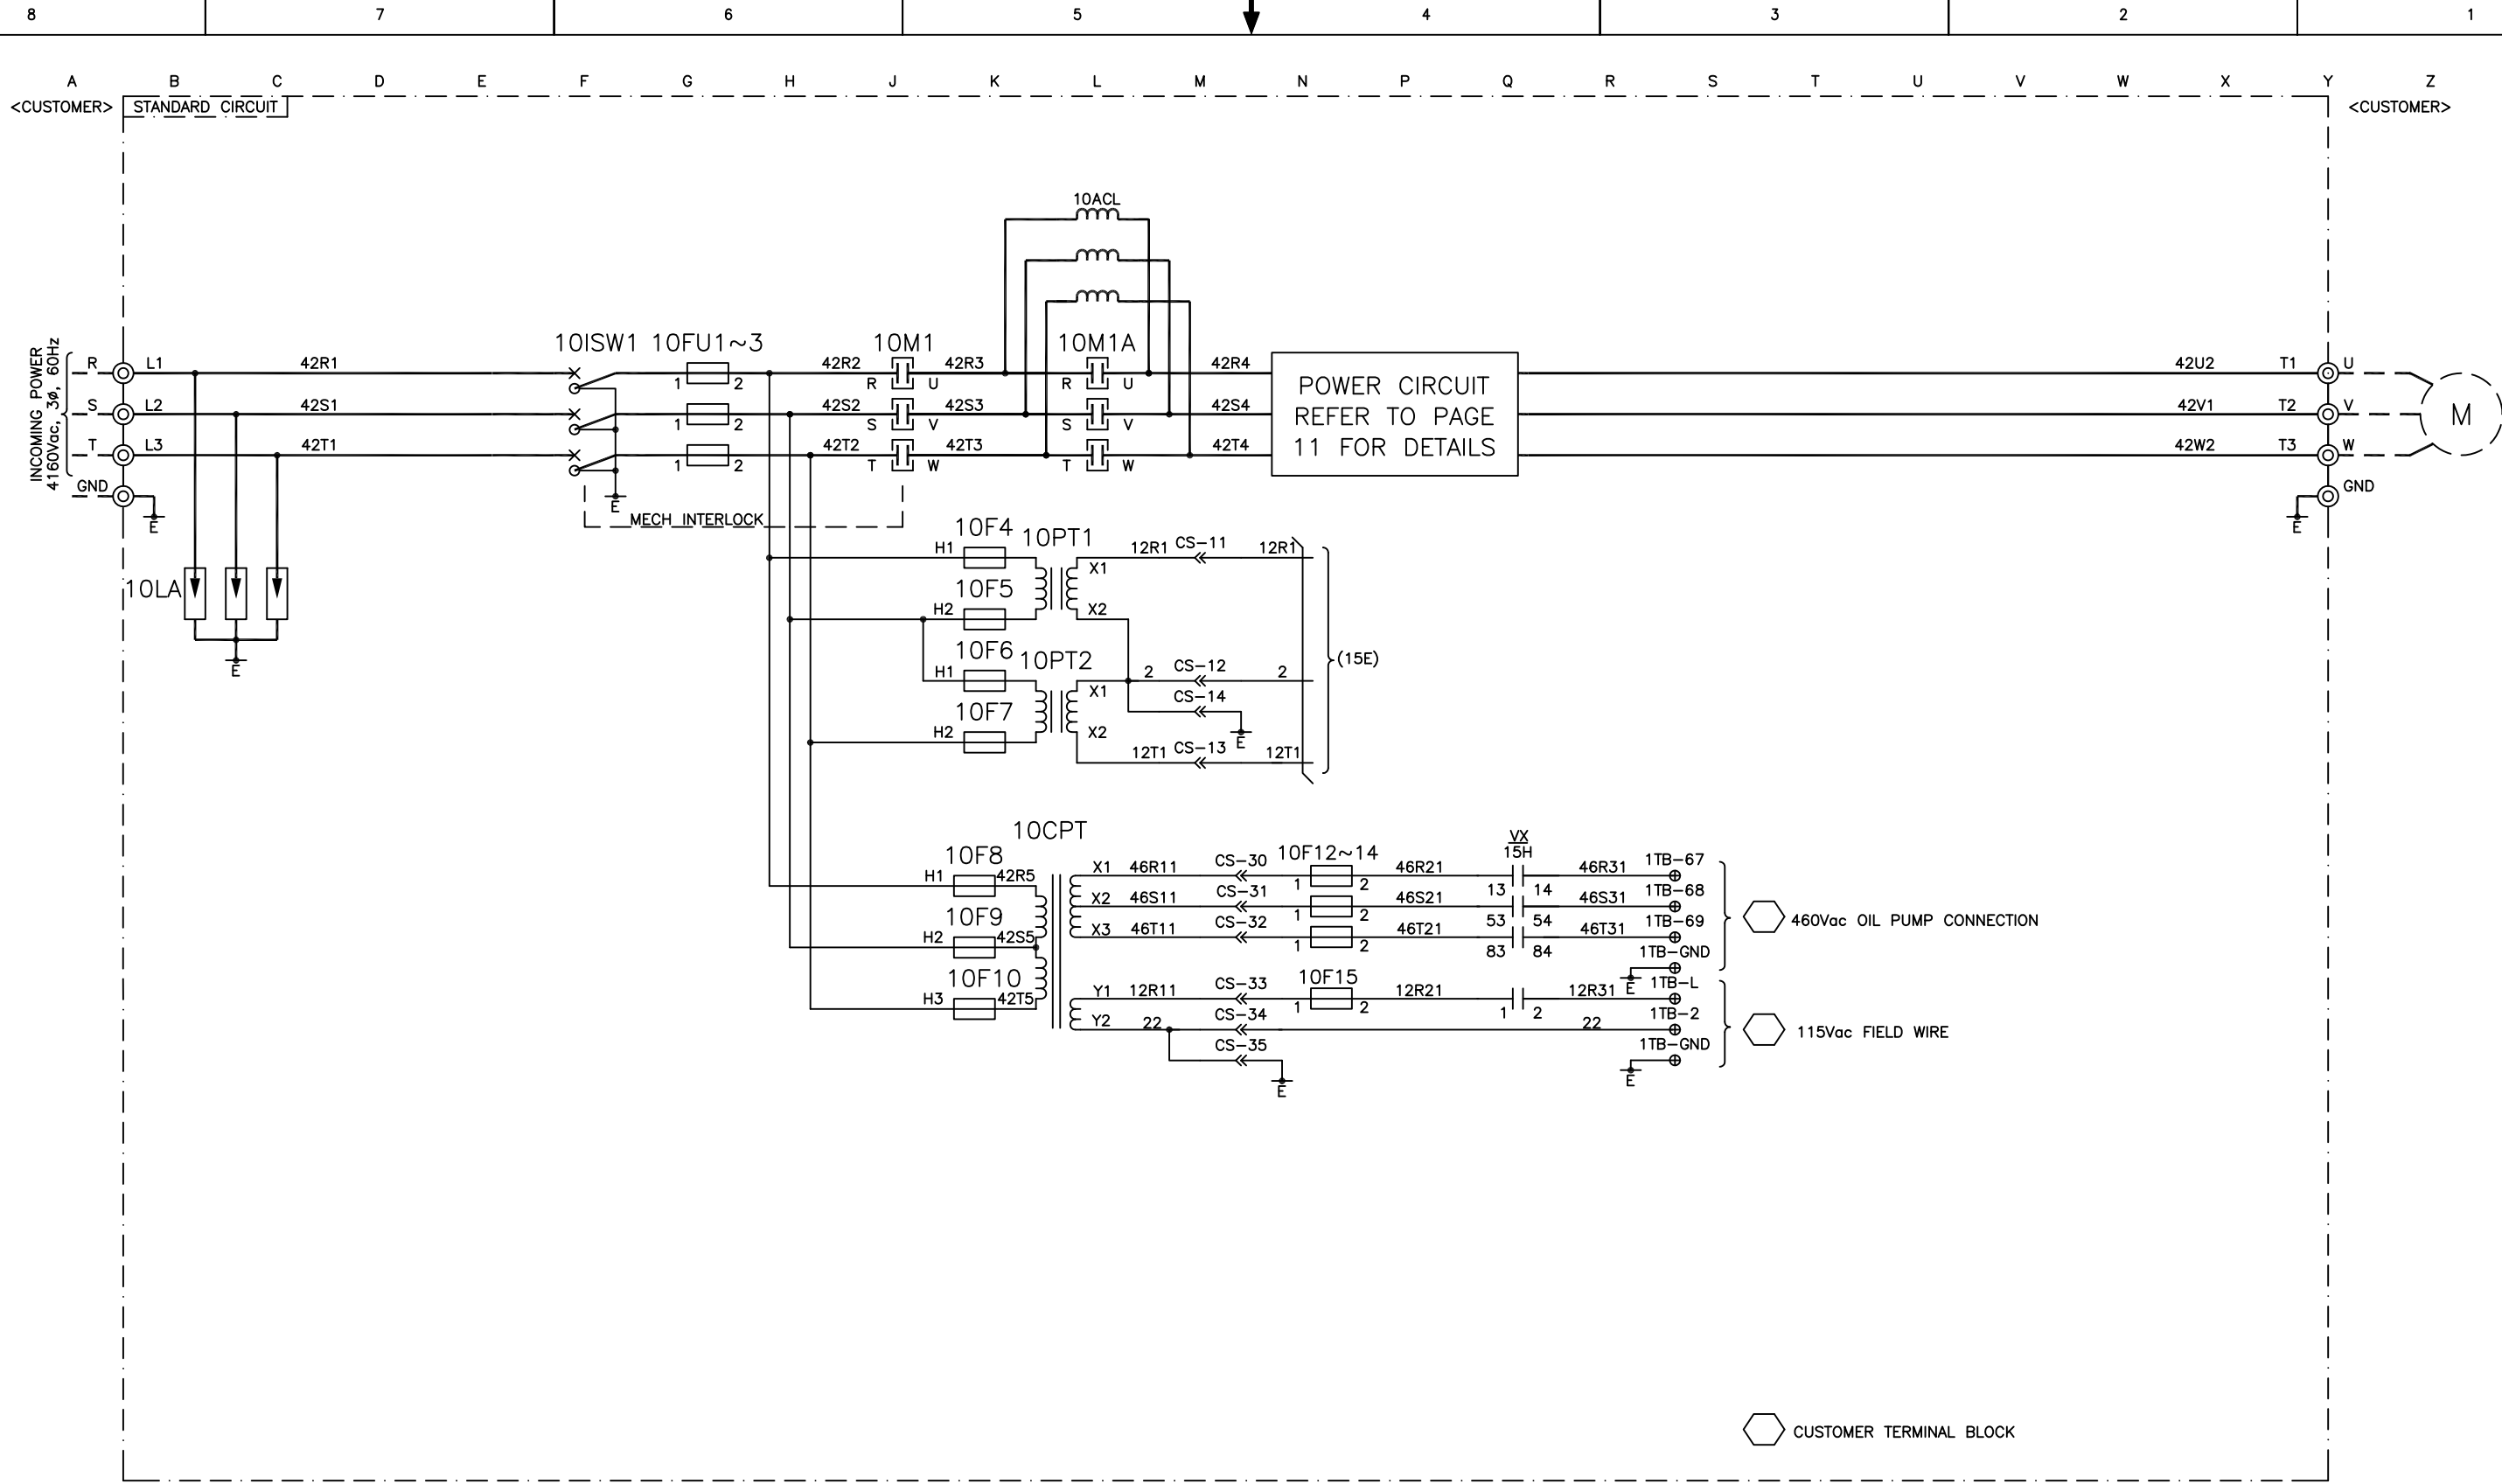 8 7 6 5 4 3 2 1
A B C D E F G H J K L M N P Q R S T U V W X Y Z
<CUSTOMER> STANDARD CIRCUIT <CUSTOMER>
10ACL
INCOMING POWER
4160Vac, 3ø, 60Hz
10ISW1 10FU1~3 10M1 10M1A
R L1 42R1 1 2 42R2 R U 42R3 R U 42R4 42U2 T1 U
S L2 42S1 1 2 42S2 S V 42S3 S V 42S4 42V1 T2 V
T L3 42T1 1 2 42T2 T W 42T3 T W 42T4 42W2 T3 W
POWER CIRCUIT
REFER TO PAGE
11 FOR DETAILS
M
GND E E GND E
MECH INTERLOCK
10LA
E
10F4 10PT1
H1 X1 12R1 CS-11 12R1
10F5
H2 X2
10F6 10PT2
H1 X1 2 CS-12 2
CS-14
(15E)
10F7
H2 X2 E
12T1 CS-13 12T1
10CPT
VX
15H
10F8 10F12~14
H1 42R5 X1 46R11 CS-30 1 2 46R21 13 14 46R31 1TB-67
X2 46S11 CS-31 1 2 46S21 53 54 46S31 1TB-68
10F9
H2 42S5 X3 46T11 CS-32 1 2 46T21 83 84 46T31 1TB-69
460Vac OIL PUMP CONNECTION
1TB-GND
E
10F10 10F15
H3 42T5 Y1 12R11 CS-33 1 2 12R21 1 2 12R31 1TB-L
Y2 22 CS-34 22 1TB-2
115Vac FIELD WIRE
CS-35 1TB-GND
E E
CUSTOMER TERMINAL BLOCK